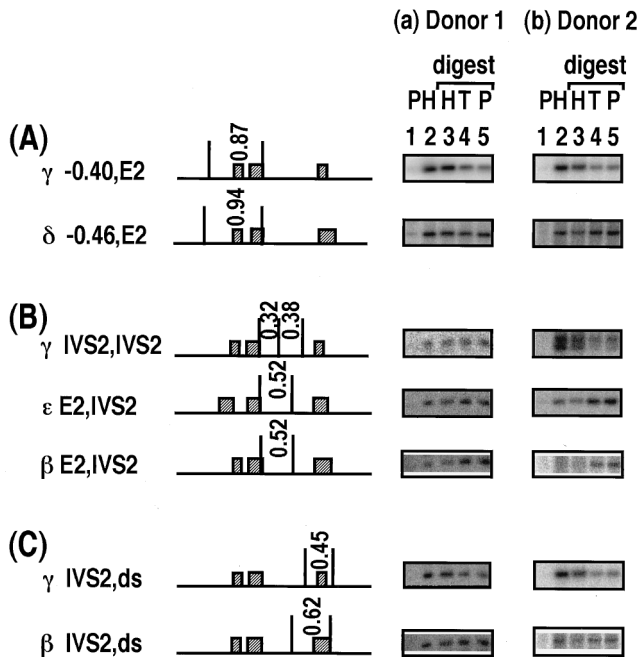 (a) Donor 1 (b) Donor 2
digest digest
PH H T P PH H T P
1 2 3 4 5 1 2 3 4 5
(A)
γ -0.40,E2 0.87
δ -0.46,E2 0.94
(B)
γ IVS2,IVS2 0.32 0.38
ε E2,IVS2 0.52
β E2,IVS2 0.52
(C)
γ IVS2,ds 0.45
β IVS2,ds 0.62